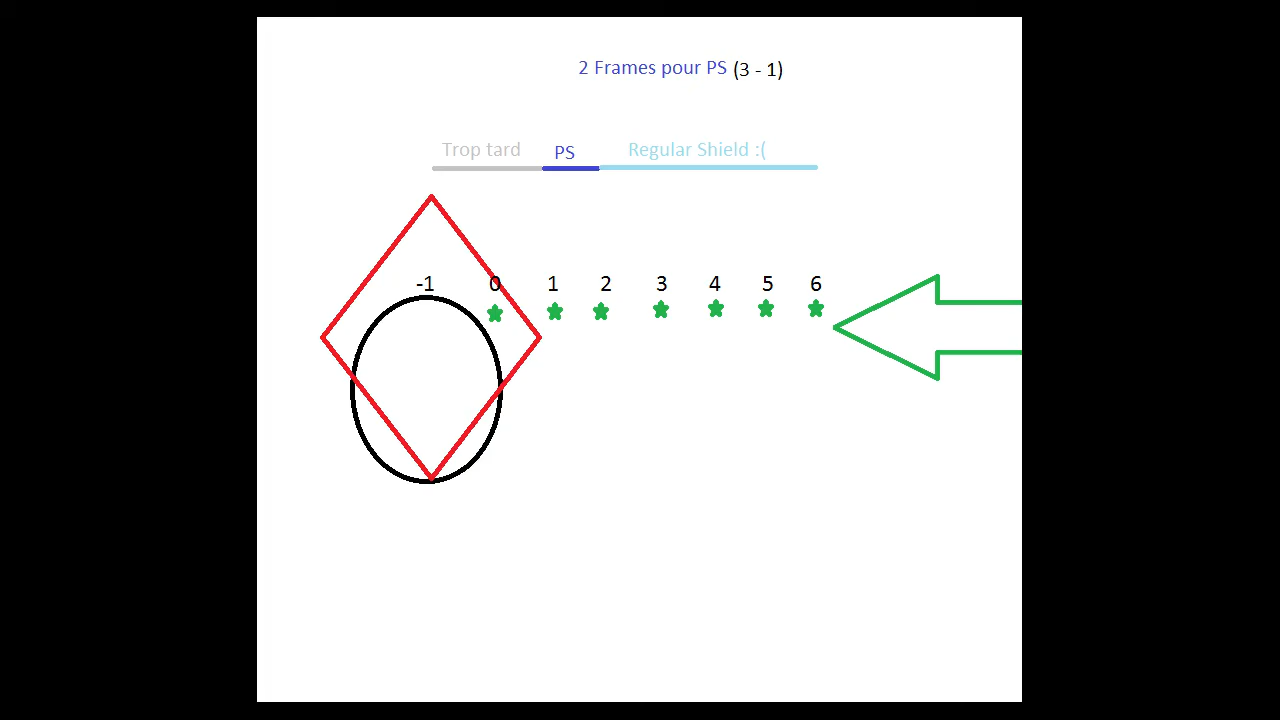 2 Frames pour PS (3 - 1)
Trop tard PS Regular Shield :(
-1 0 1 2 3 4 5 6